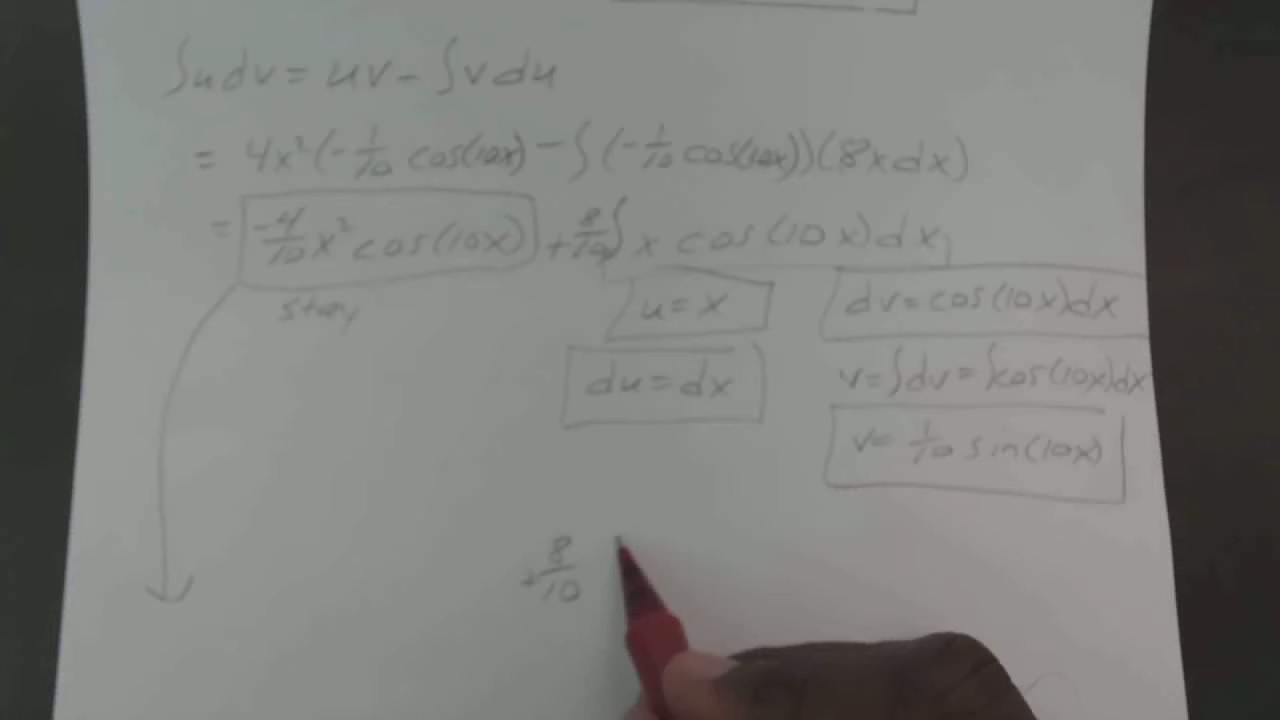 ∫u dv = uv − ∫v du
= 4x²(−1/10 cos(10x) − ∫(−1/10 cos(10x))(8x dx)
= −4/10 x² cos(10x) + 8/10 ∫ x cos(10x) dx
stay
u = x
dv = cos(10x)dx
du = dx
v = ∫dv = ∫cos(10x)dx
v = 1/10 sin(10x)
+ 8/10